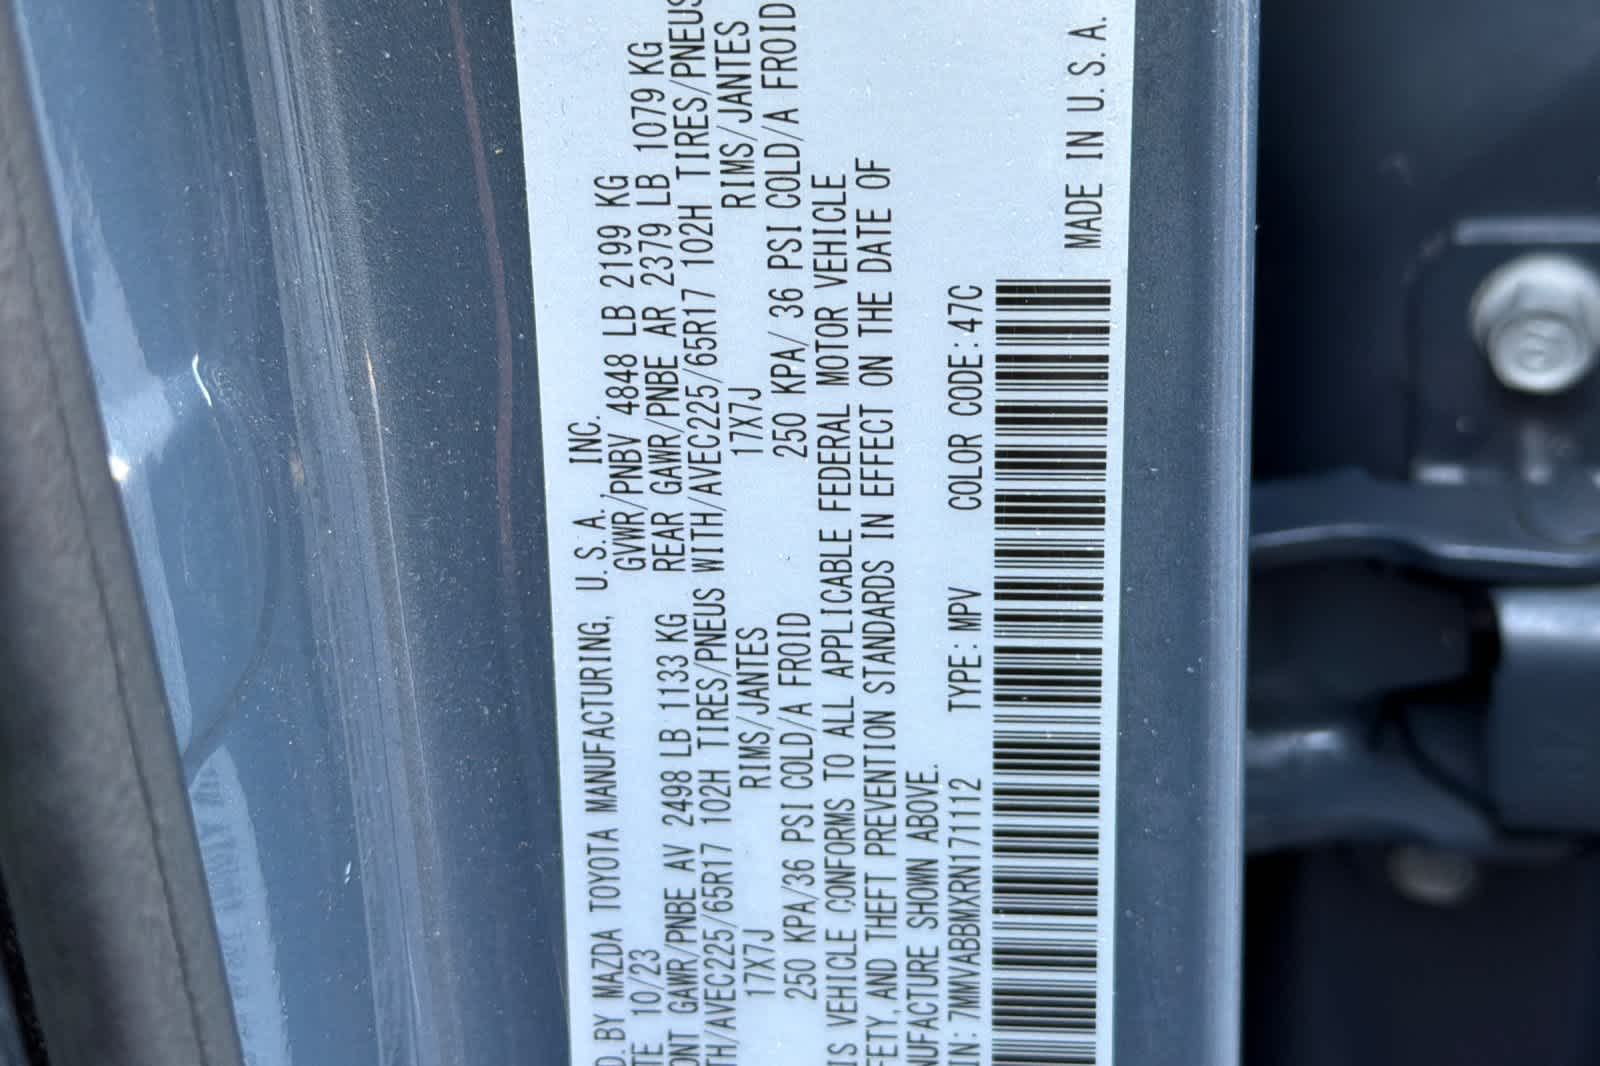 D. BY MAZDA TOYOTA MANUFACTURING, U.S.A., INC.
TE 10/23 GVWR/PNBV 4848 LB 2199 KG
ONT GAWR/PNBE AV 2498 LB 1133 KG REAR GAWR/PNBE AR 2379 LB 1079 KG
TH/AVEC225/65R17 102H TIRES/PNEUS WITH/AVEC225/65R17 102H TIRES/PNEUS
17X7J RIMS/JANTES 17X7J RIMS/JANTES
250 KPA/36 PSI COLD/A FROID 250 KPA/ 36 PSI COLD/A FROID
IS VEHICLE CONFORMS TO ALL APPLICABLE FEDERAL MOTOR VEHICLE
FETY, AND THEFT PREVENTION STANDARDS IN EFFECT ON THE DATE OF
NUFACTURE SHOWN ABOVE.
IN: 7MMVABBMXRN171112 TYPE: MPV COLOR CODE: 47C
MADE IN U.S.A.